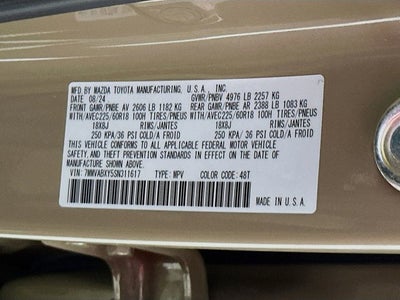 MFD. BY MAZDA TOYOTA MANUFACTURING, U.S.A., INC.
DATE: 08/24 GVWR/PNBV 4976 LB 2257 KG
FRONT GAWR/PNBE AV 2606 LB 1182 KG REAR GAWR/PNBE AR 2388 LB 1083 KG
WITH/AVEC225/60R18 100H TIRES/PNEUS WITH/AVEC225/60R18 100H TIRES/PNEUS
18X8J RIMS/JANTES 18X8J RIMS/JANTES
250 KPA/36 PSI COLD/A FROID 250 KPA/36 PSI COLD/A FROID
THIS VEHICLE CONFORMS TO ALL APPLICABLE FEDERAL MOTOR VEHICLE
SAFETY, AND THEFT PREVENTION STANDARDS IN EFFECT ON THE DATE OF
MANUFACTURE SHOWN ABOVE.
VIN: 7MMVABXY5SN311617 TYPE: MPV COLOR CODE: 48T
MADE IN U.S.A.